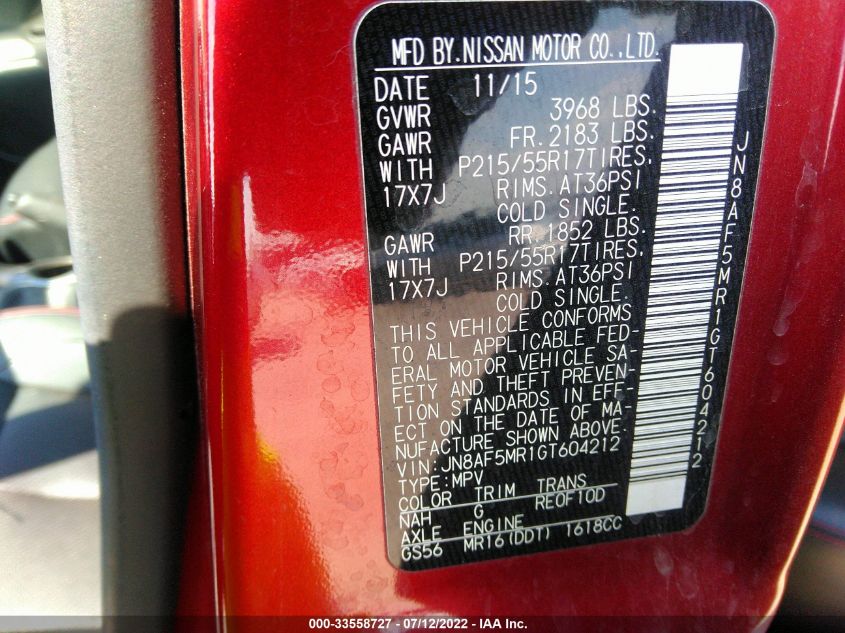 MFD BY.NISSAN MOTOR CO.,LTD.
DATE 11/15
GVWR 3968 LBS.
GAWR FR.2183 LBS.
WITH P215/55R17TIRES,
17X7J RIMS.AT36PSI
COLD SINGLE.
GAWR RR.1852 LBS.
WITH P215/55R17TIRES,
17X7J RIMS.AT36PSI
COLD SINGLE.
THIS VEHICLE CONFORMS
TO ALL APPLICABLE FED-
ERAL MOTOR VEHICLE SA-
FETY AND THEFT PREVEN-
TION STANDARDS IN EFF-
ECT ON THE DATE OF MA-
NUFACTURE SHOWN ABOVE.
VIN:JN8AF5MR1GT604212
TYPE:MPV
COLOR TRIM TRANS
NAH G RE0F10D
AXLE ENGINE
GS56 MR16(DDT) 1618CC
JN8AF5MR1GT604212
000-33558727 - 07/12/2022 - IAA Inc.